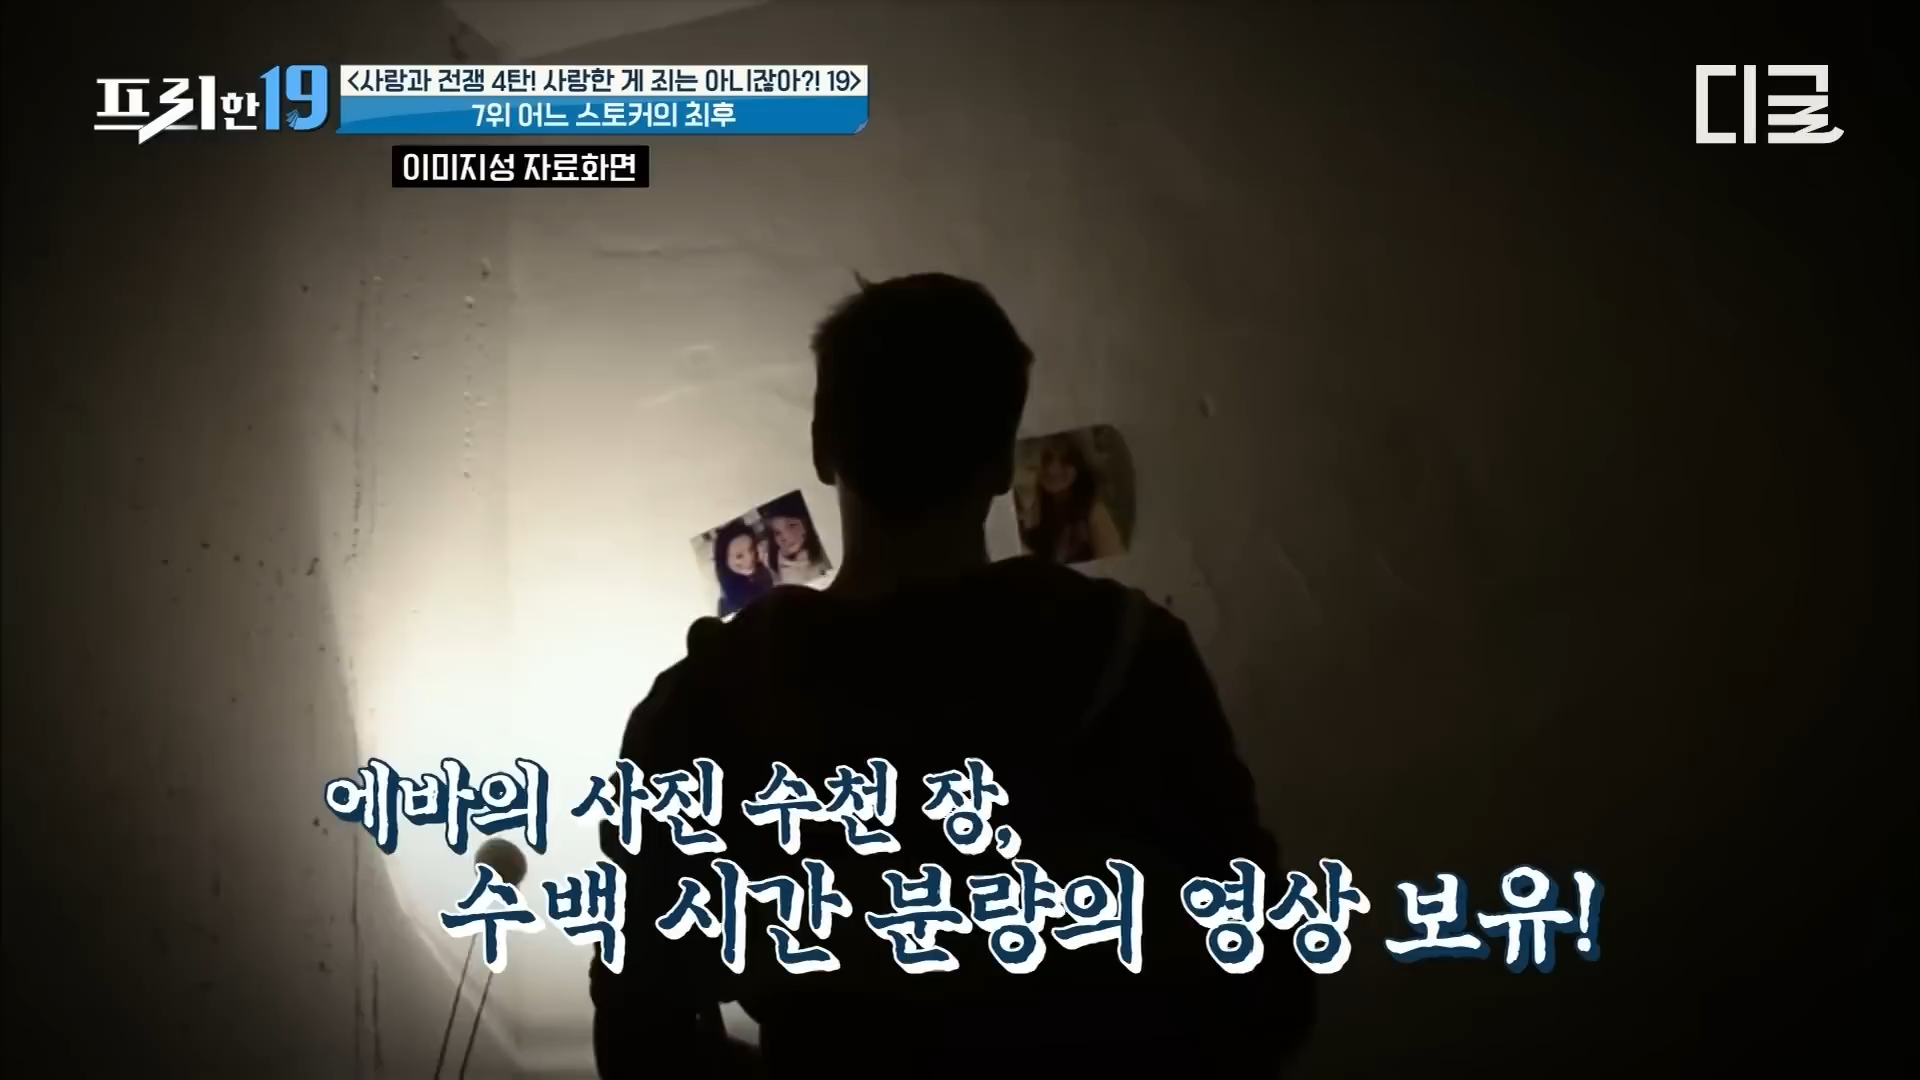 프리한19
<사랑과 전쟁 4탄! 사랑한 게 죄는 아니잖아?! 19>
7위 어느 스토커의 최후
디글
이미지성 자료화면
에바의 사진 수천 장,
수백 시간 분량의 영상 보유!